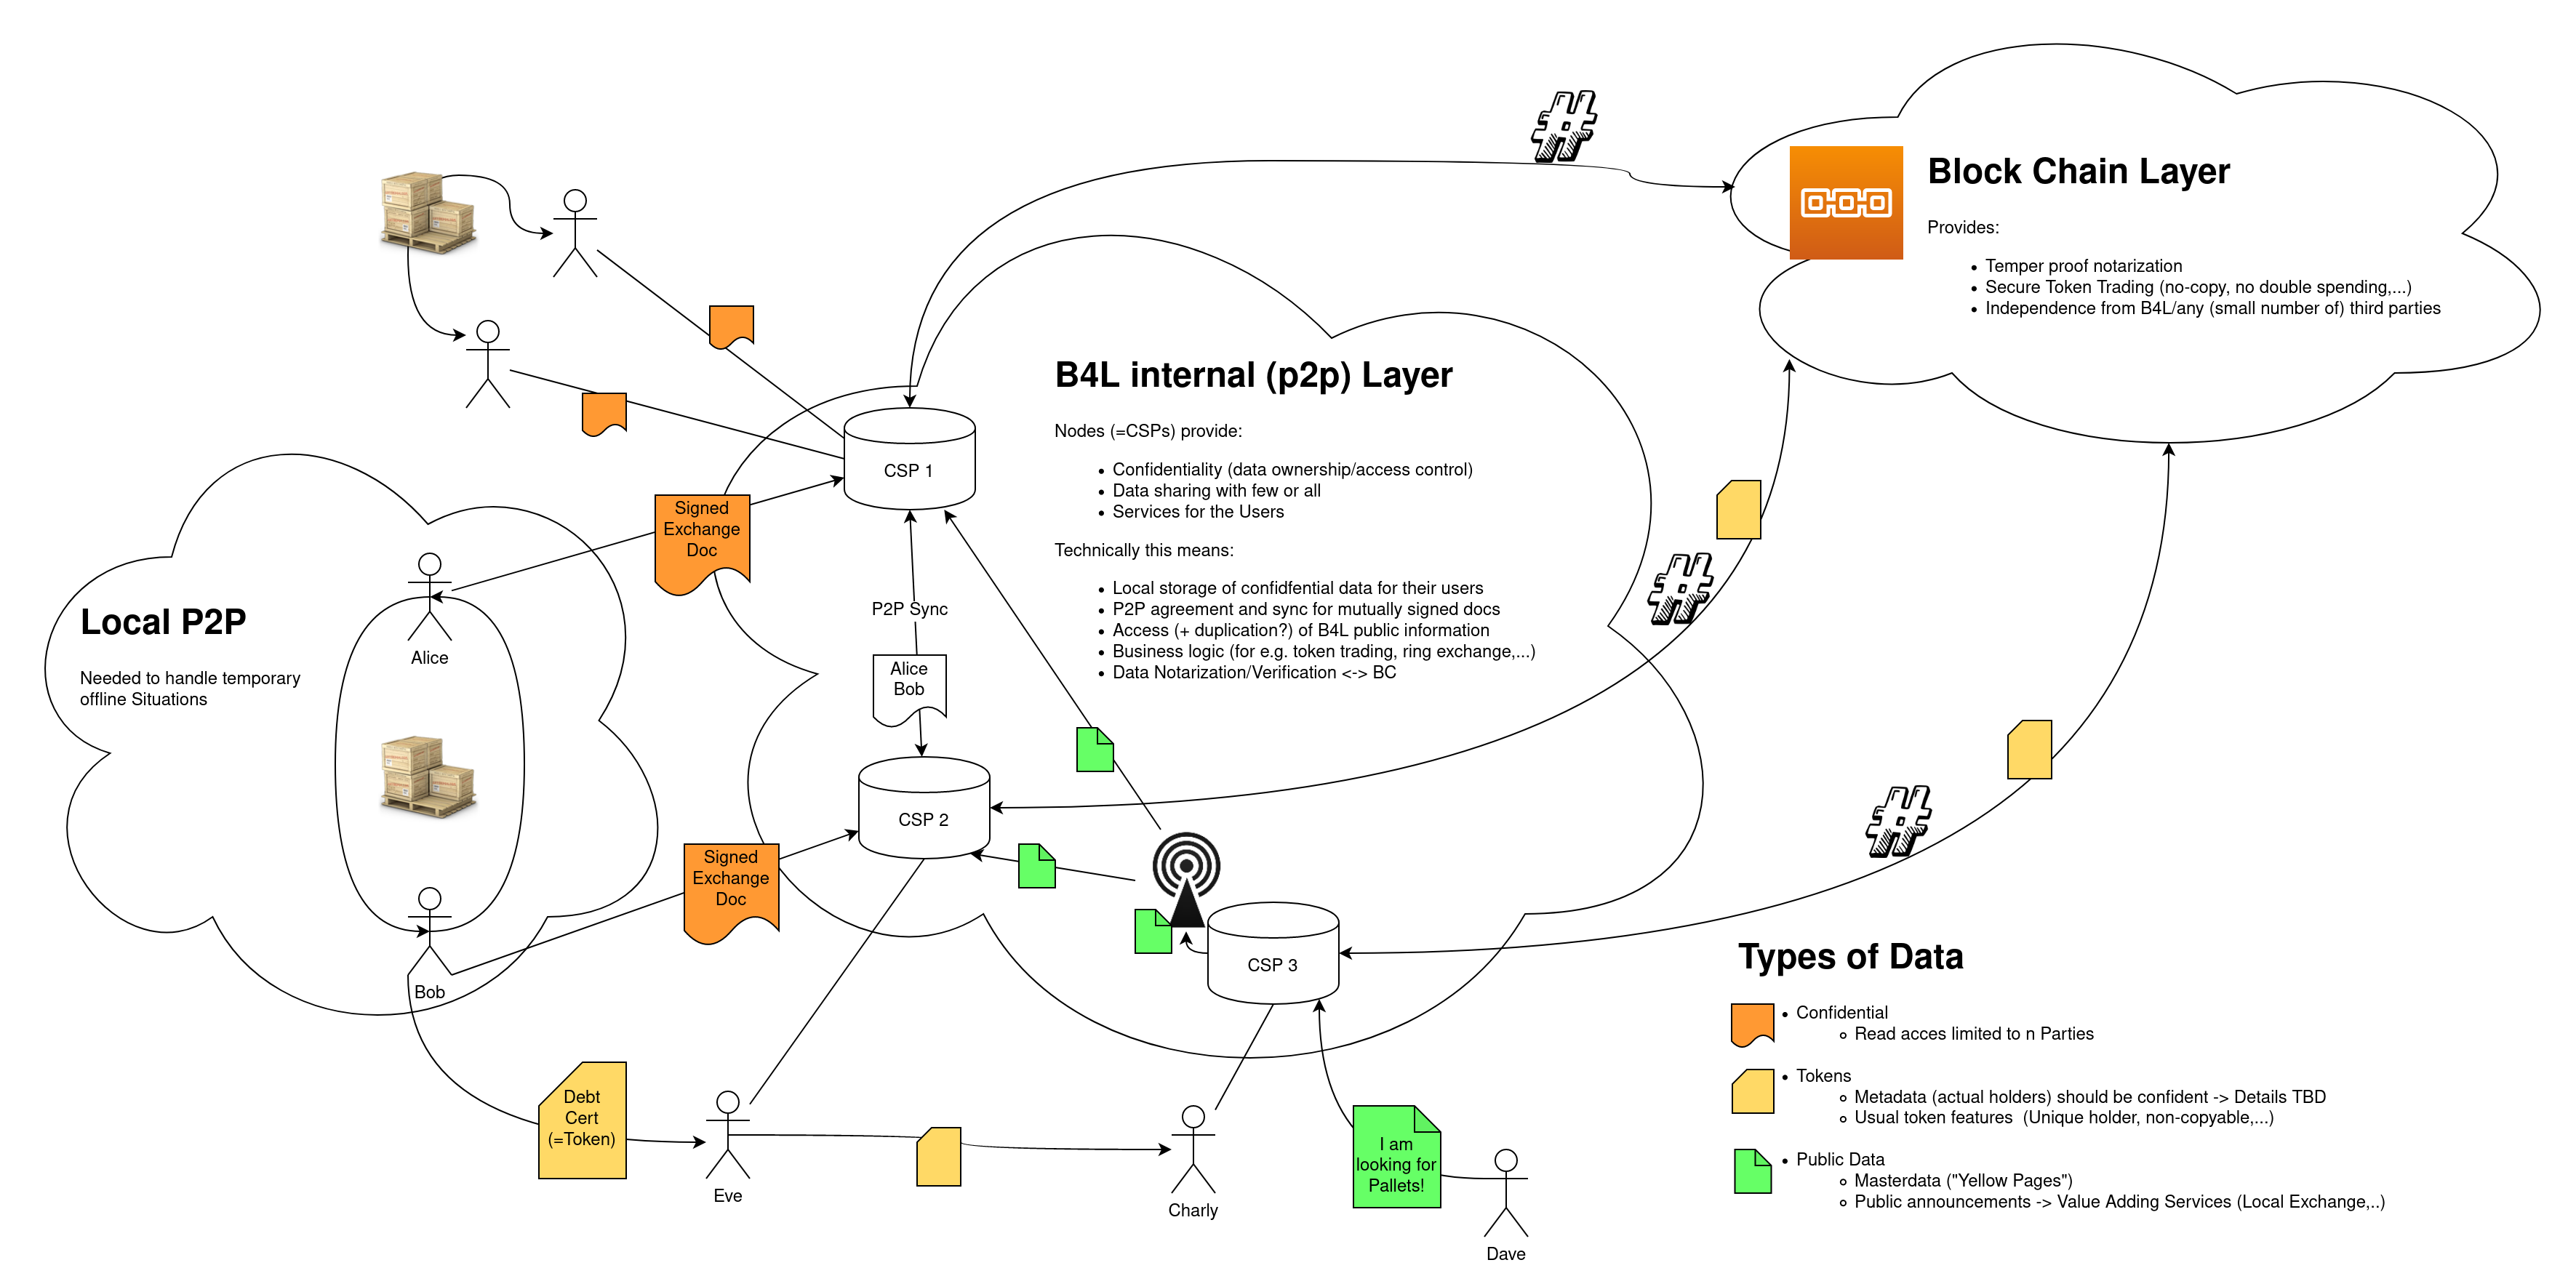 Block Chain Layer
Provides:
Temper proof notarization
Secure Token Trading (no-copy, no double spending,...)
Independence from B4L/any (small number of) third parties
B4L internal (p2p) Layer
Nodes (=CSPs) provide:
Confidentiality (data ownership/access control)
Data sharing with few or all
Services for the Users
Technically this means:
Local storage of confidfential data for their users
P2P agreement and sync for mutually signed docs
Access (+ duplication?) of B4L public information
Business logic (for e.g. token trading, ring exchange,...)
Data Notarization/Verification <-> BC
CSP 1
Signed
Exchange
Doc
P2P Sync
Alice
Bob
CSP 2
CSP 3
Local P2P
Needed to handle temporary
offline Situations
Alice
Bob
Signed
Exchange
Doc
Debt
Cert
(=Token)
Eve
Charly
I am
looking for
Pallets!
Dave
Types of Data
Confidential
Read acces limited to n Parties
Tokens
Metadata (actual holders) should be confident -> Details TBD
Usual token features  (Unique holder, non-copyable,...)
Public Data
Masterdata ("Yellow Pages")
Public announcements -> Value Adding Services (Local Exchange,..)